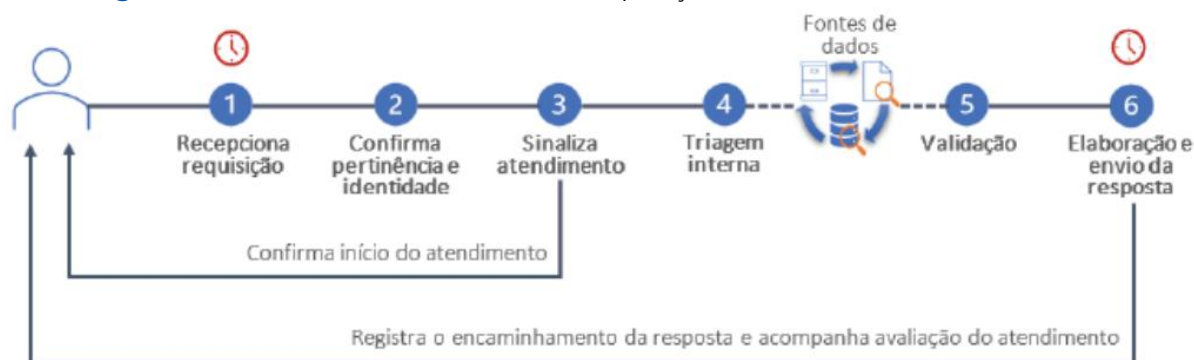 Fontes de
dados
1
2
3
4
5
6
Recepciona
requisição
Confirma
pertinência e
identidade
Sinaliza
atendimento
Triagem
interna
Validação
Elaboração e
envio da
resposta
Confirma início do atendimento
Registra o encaminhamento da resposta e acompanha avaliação do atendimento